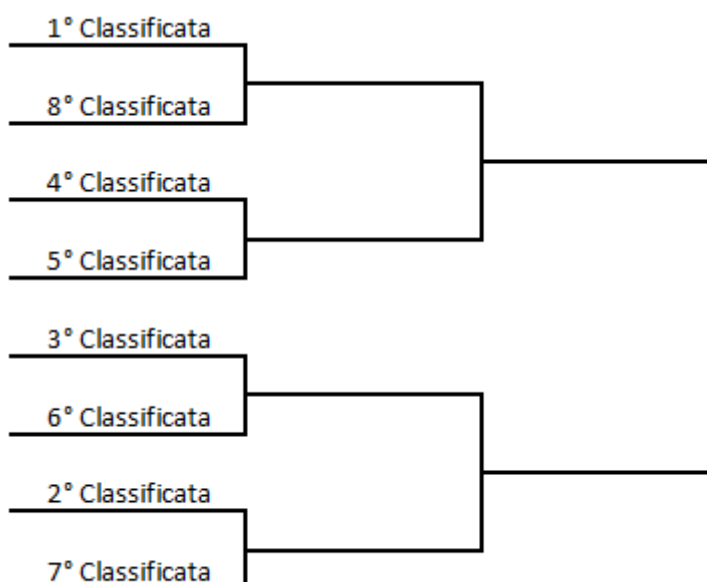 1° Classificata
8° Classificata
4° Classificata
5° Classificata
3° Classificata
6° Classificata
2° Classificata
7° Classificata